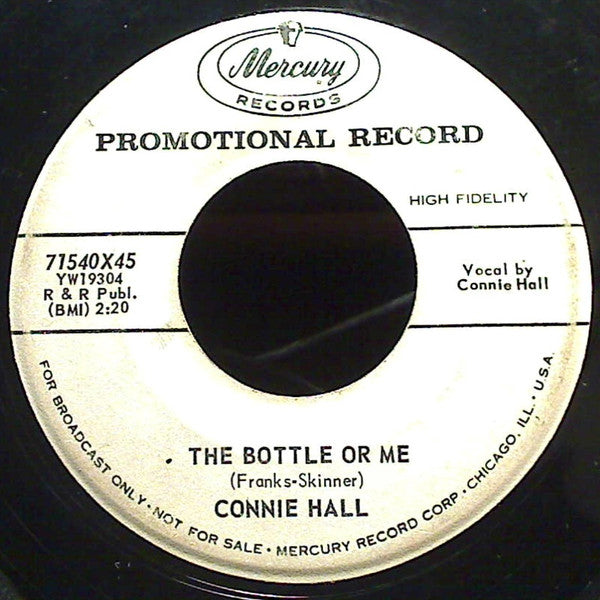 Mercury
RECORDS
PROMOTIONAL RECORD
HIGH FIDELITY
71540X45
YW19304
R & R Publ.
(BMI) 2:20
Vocal by
Connie Hall
. THE BOTTLE OR ME
(Franks-Skinner)
CONNIE HALL
FOR BROADCAST ONLY • NOT FOR SALE • MERCURY RECORD CORP. • CHICAGO, ILL. • U.S.A.